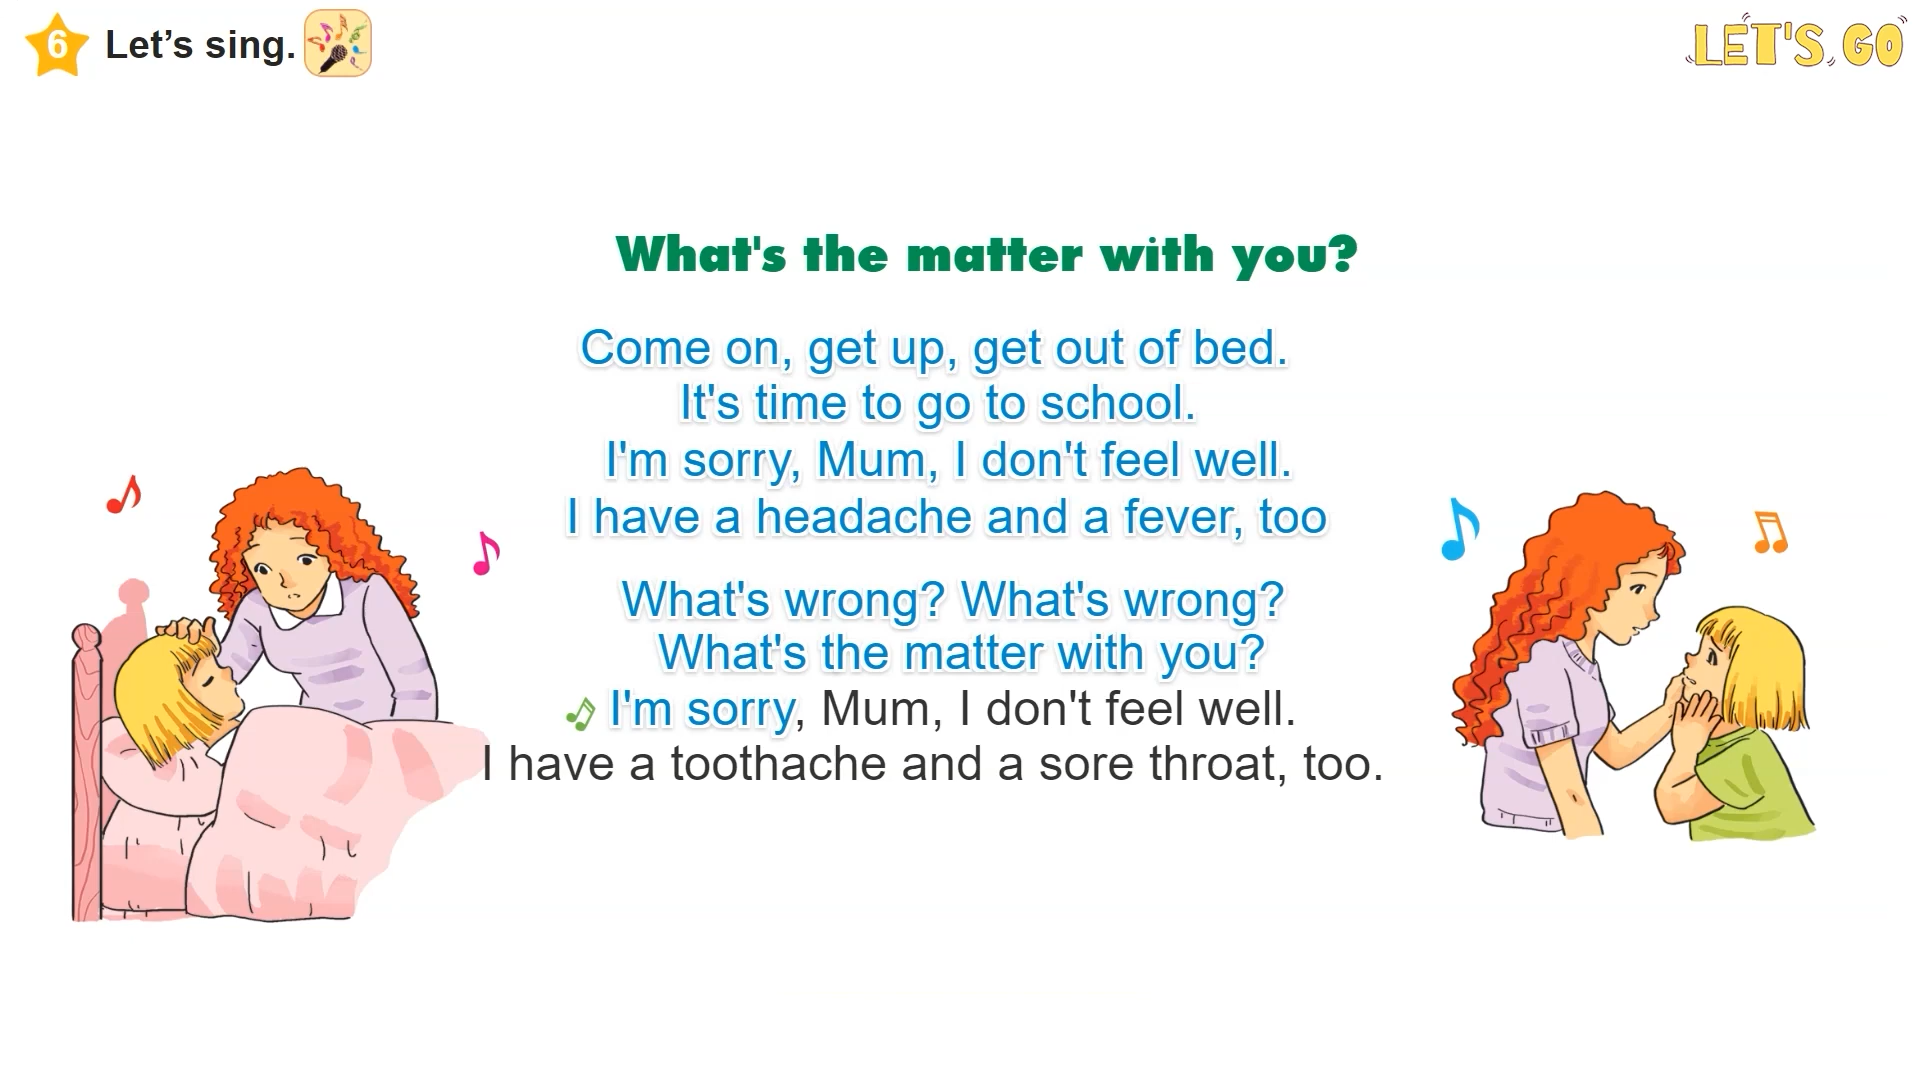 6 Let’s sing.
LET'S GO
What's the matter with you?
Come on, get up, get out of bed.
It's time to go to school.
I'm sorry, Mum, I don't feel well.
I have a headache and a fever, too
What's wrong? What's wrong?
What's the matter with you?
I'm sorry, Mum, I don't feel well.
I have a toothache and a sore throat, too.